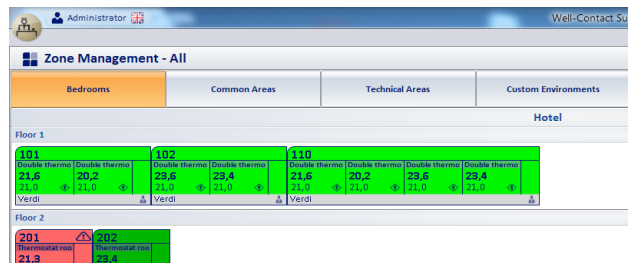 Administrator
Well-Contact Su
Zone Management - All
Bedrooms Common Areas Technical Areas Custom Environments
Hotel
Floor 1
101 102 110
Double thermo Double thermo Double thermo Double thermo Double thermo Double thermo Double thermo Double thermo
21,6 20,2 23,6 23,4 21,6 20,2 23,6 23,4
21,0 21,0 21,0 21,0 21,0 21,0 21,0 21,0
Verdi Verdi Verdi
Floor 2
201 202
Thermostat roo Thermostat roo
21,3 23,4